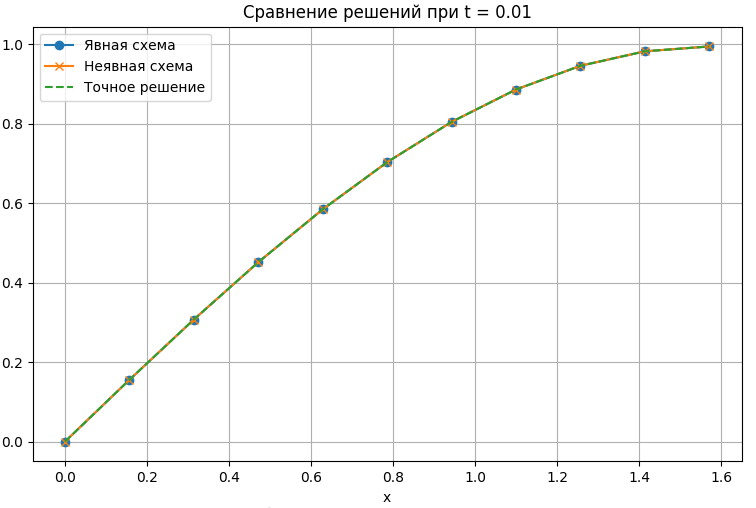 Сравнение решений при t = 0.01
Явная схема
Неявная схема
Точное решение
1.0
0.8
0.6
0.4
0.2
0.0
0.0 0.2 0.4 0.6 0.8 1.0 1.2 1.4 1.6
x